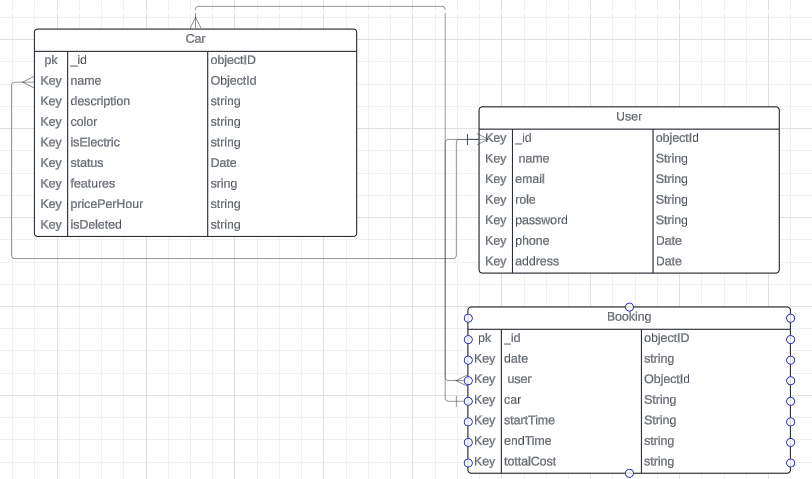 Car
pk _id objectID
Key name ObjectId
Key description string
Key color string
Key isElectric string
Key status Date
Key features sring
Key pricePerHour string
Key isDeleted string
User
Key _id objectId
Key name String
Key email String
Key role String
Key password String
Key phone Date
Key address Date
Booking
pk _id objectID
Key date string
Key user ObjectId
Key car String
Key startTime String
Key endTime string
Key tottalCost string